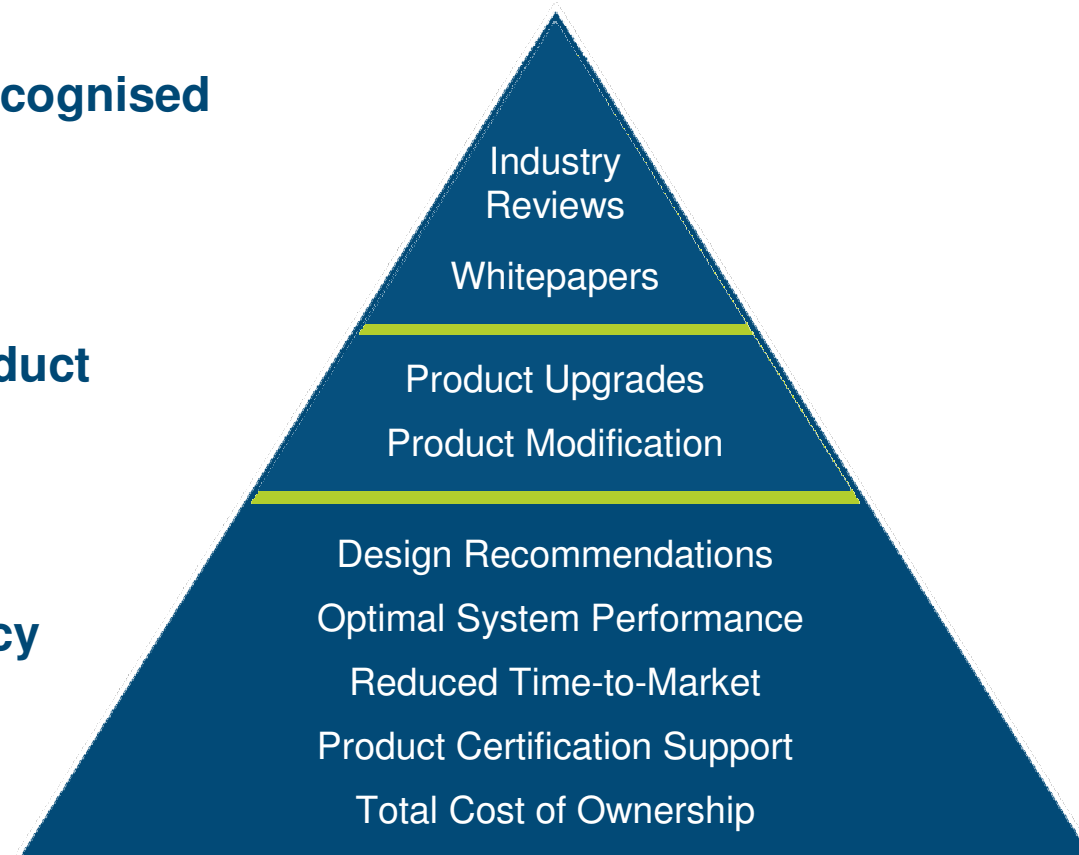 cognised
Industry
Reviews
Whitepapers
duct
Product Upgrades
Product Modification
Design Recommendations
Optimal System Performance
cy
Reduced Time-to-Market
Product Certification Support
Total Cost of Ownership